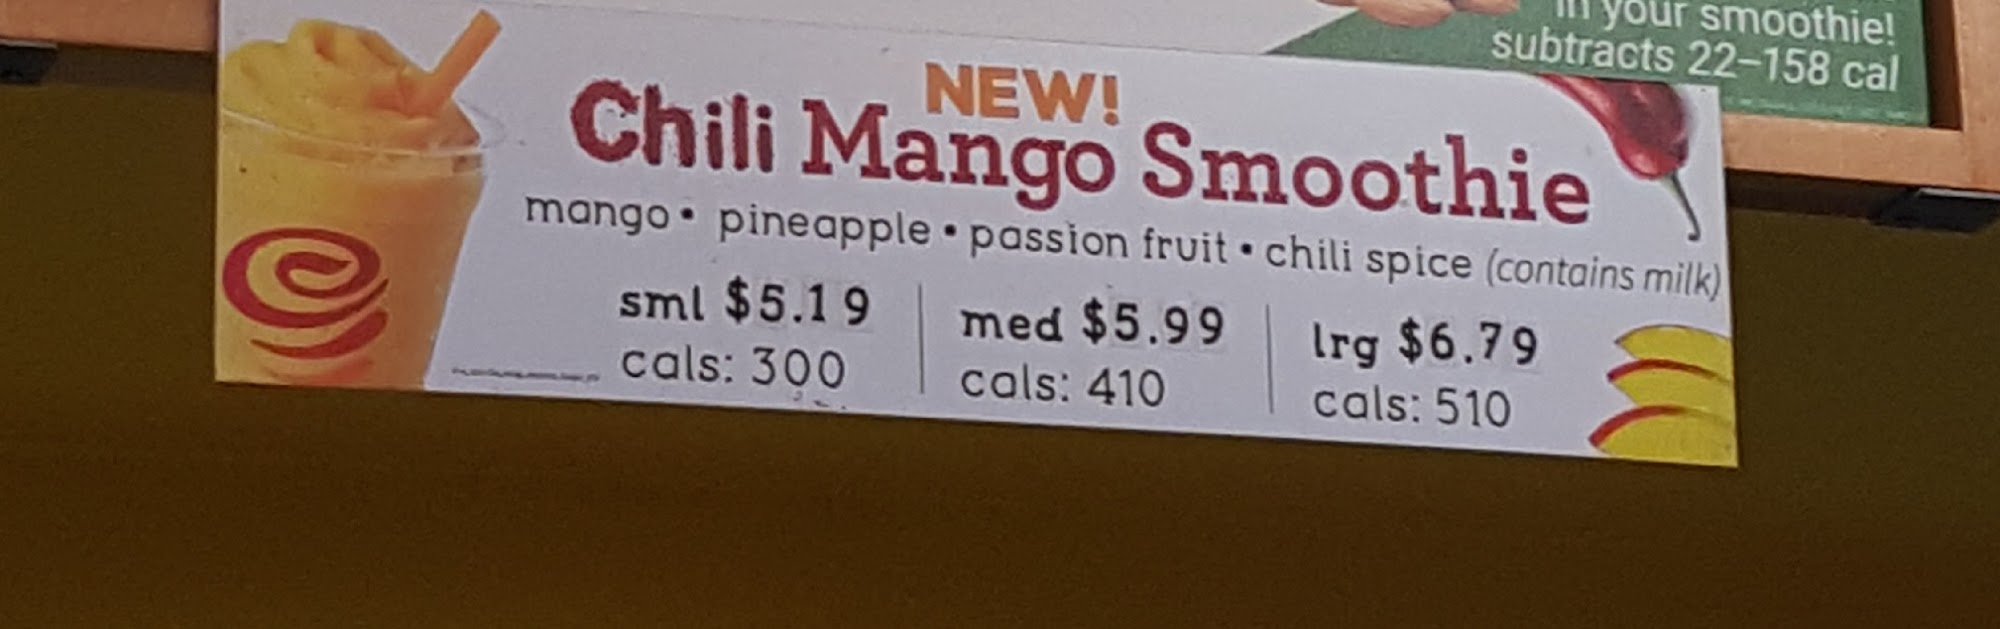 in your smoothie!
subtracts 22–158 cal
NEW!
Chili Mango Smoothie
mango • pineapple • passion fruit • chili spice (contains milk)
sml $5.19
cals: 300
med $5.99
cals: 410
lrg $6.79
cals: 510